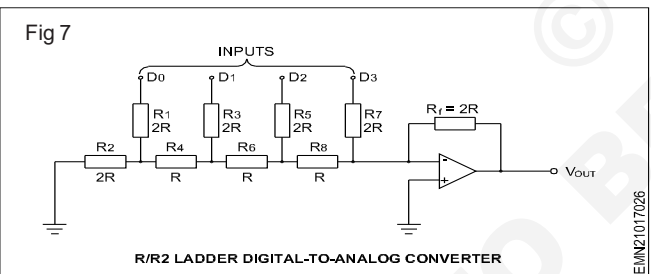 Fig 7
INPUTS
D0 D1 D2 D3
R1 2R R3 2R R5 2R R7 2R
Rf = 2R
R2 2R R4 R R6 R R8 R
-
+
VOUT
R/R2 LADDER DIGITAL-TO-ANALOG CONVERTER
EMN21017026
©
O B